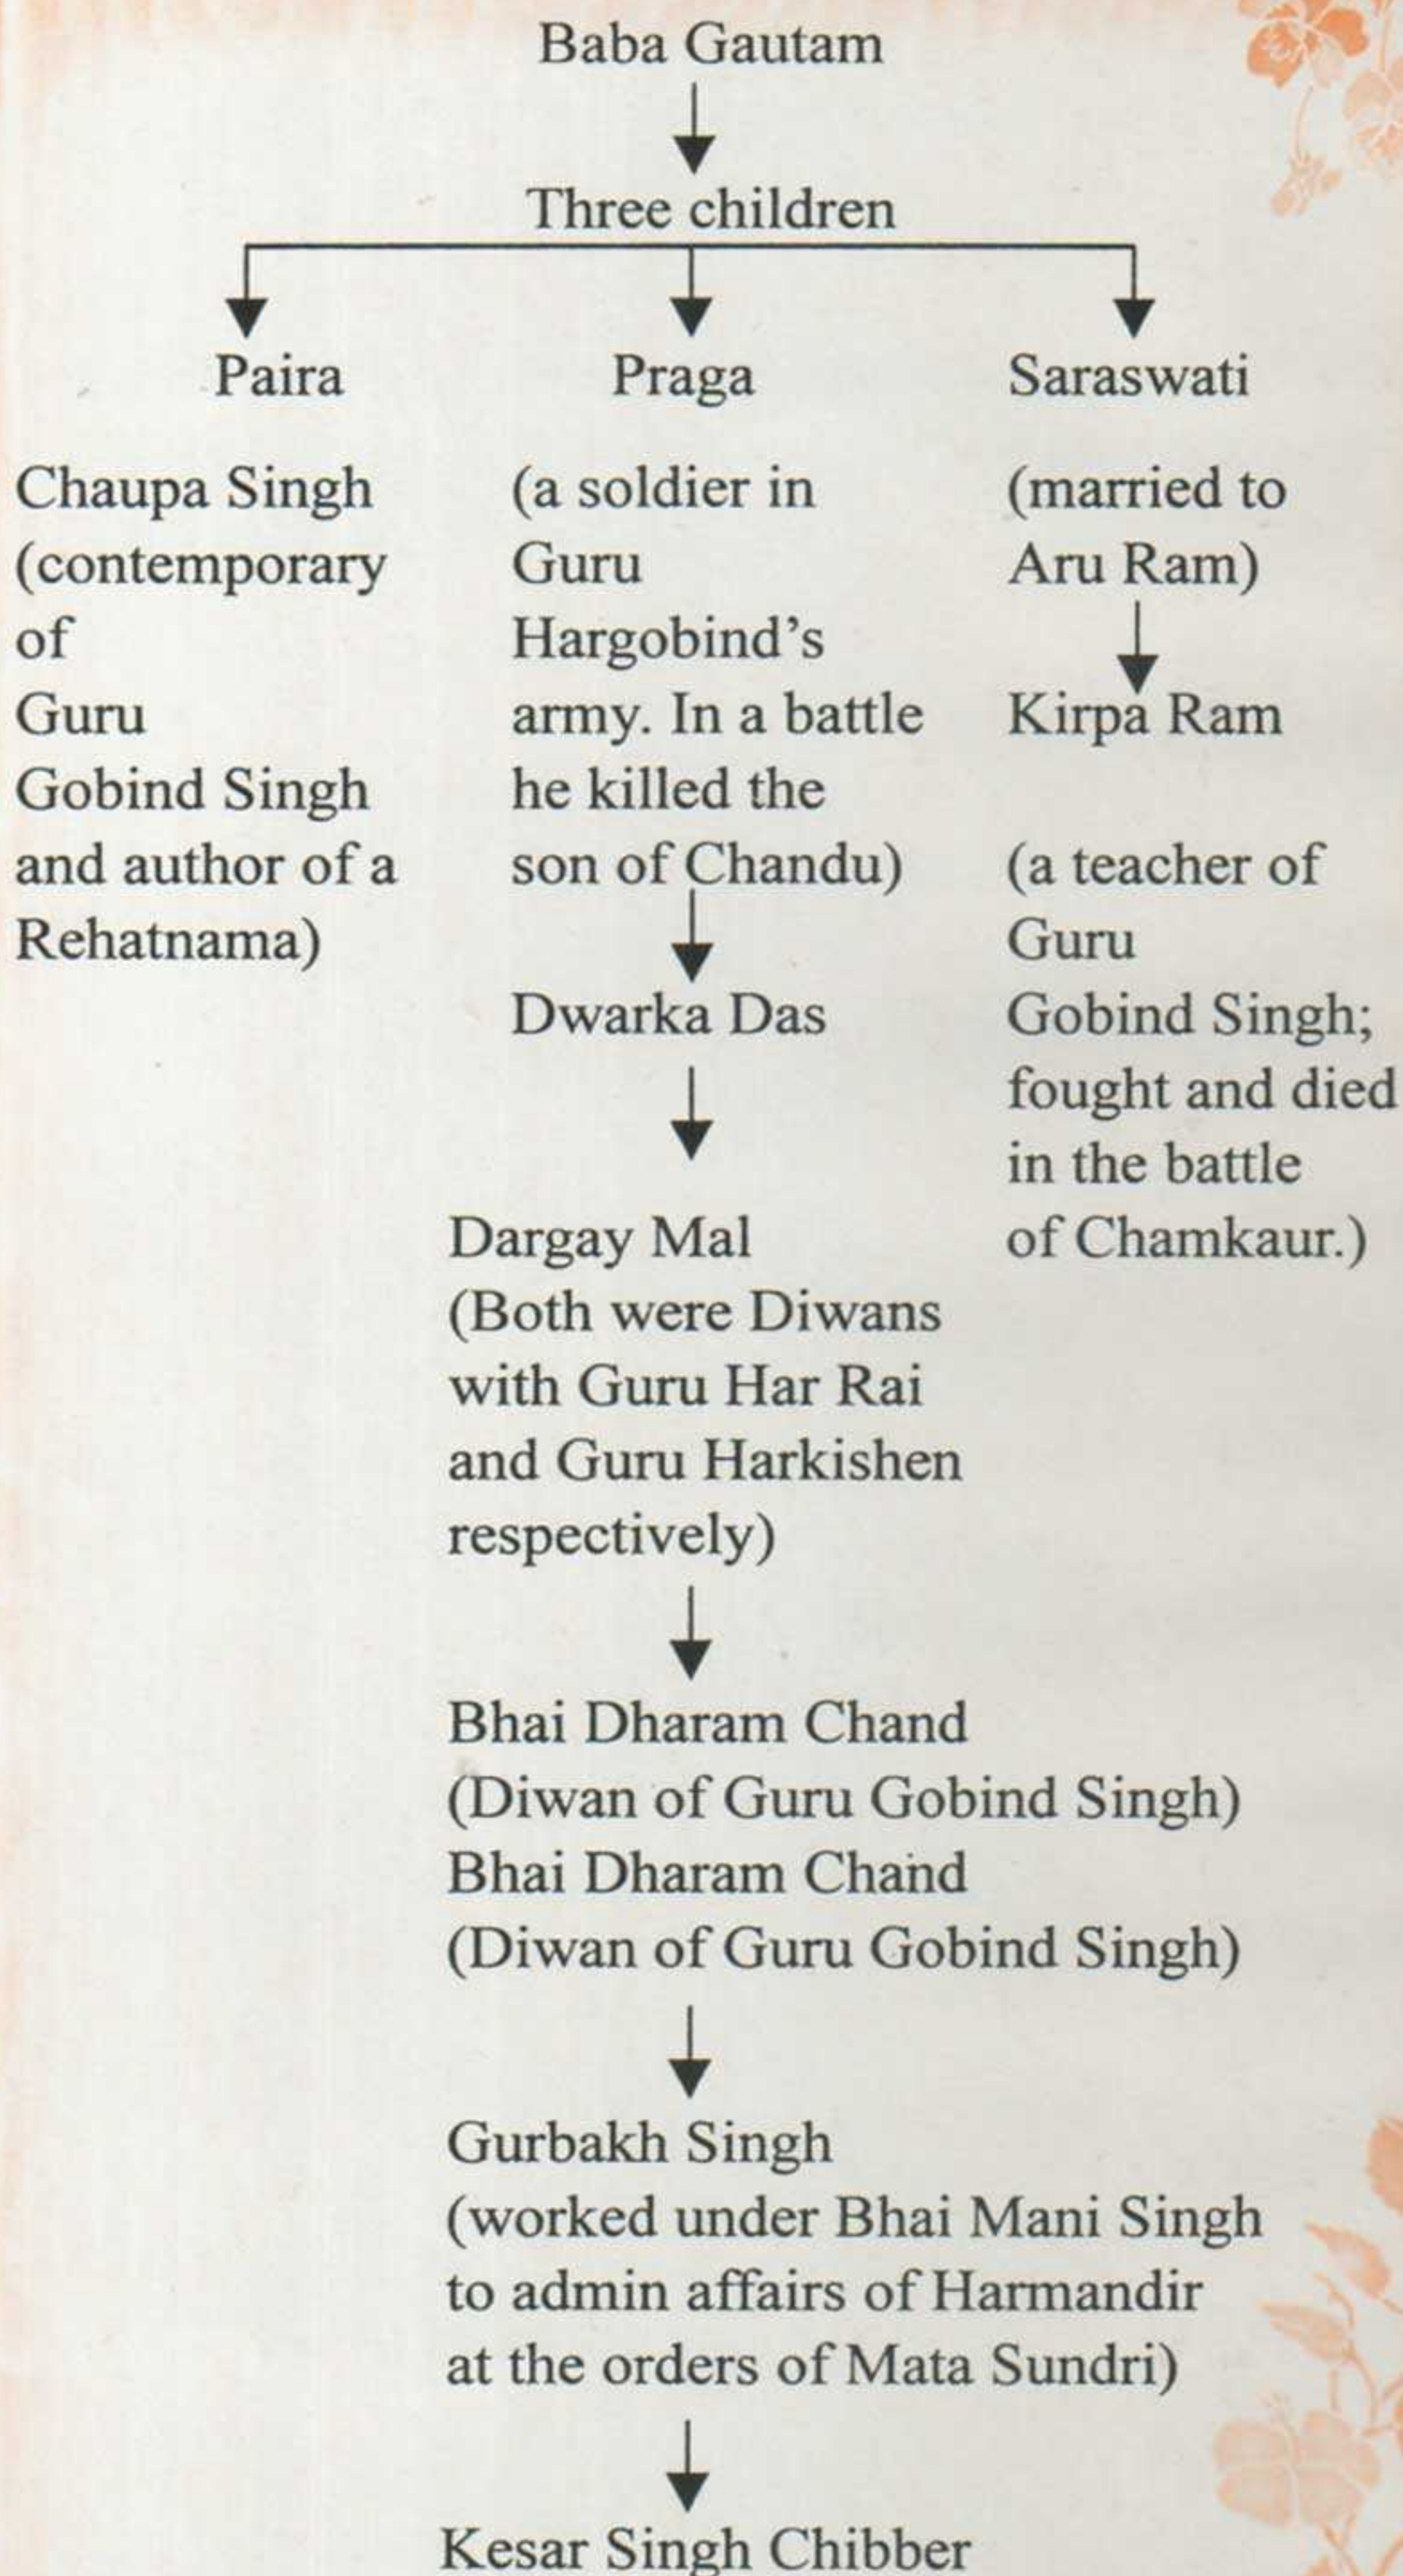 Baba Gautam
Three children
Paira
Praga
Saraswati
Chaupa Singh
(contemporary
of
Guru
Gobind Singh
and author of a
Rehatnama)
(a soldier in
Guru
Hargobind's
army. In a battle
he killed the
son of Chandu)
Dwarka Das
(married to
Aru Ram)
Kirpa Ram
(a teacher of
Guru
Gobind Singh;
fought and died
in the battle
of Chamkaur.)
Dargay Mal
(Both were Diwans
with Guru Har Rai
and Guru Harkishen
respectively)
Bhai Dharam Chand
(Diwan of Guru Gobind Singh)
Bhai Dharam Chand
(Diwan of Guru Gobind Singh)
Gurbakh Singh
(worked under Bhai Mani Singh
to admin affairs of Harmandir
at the orders of Mata Sundri)
Kesar Singh Chibber